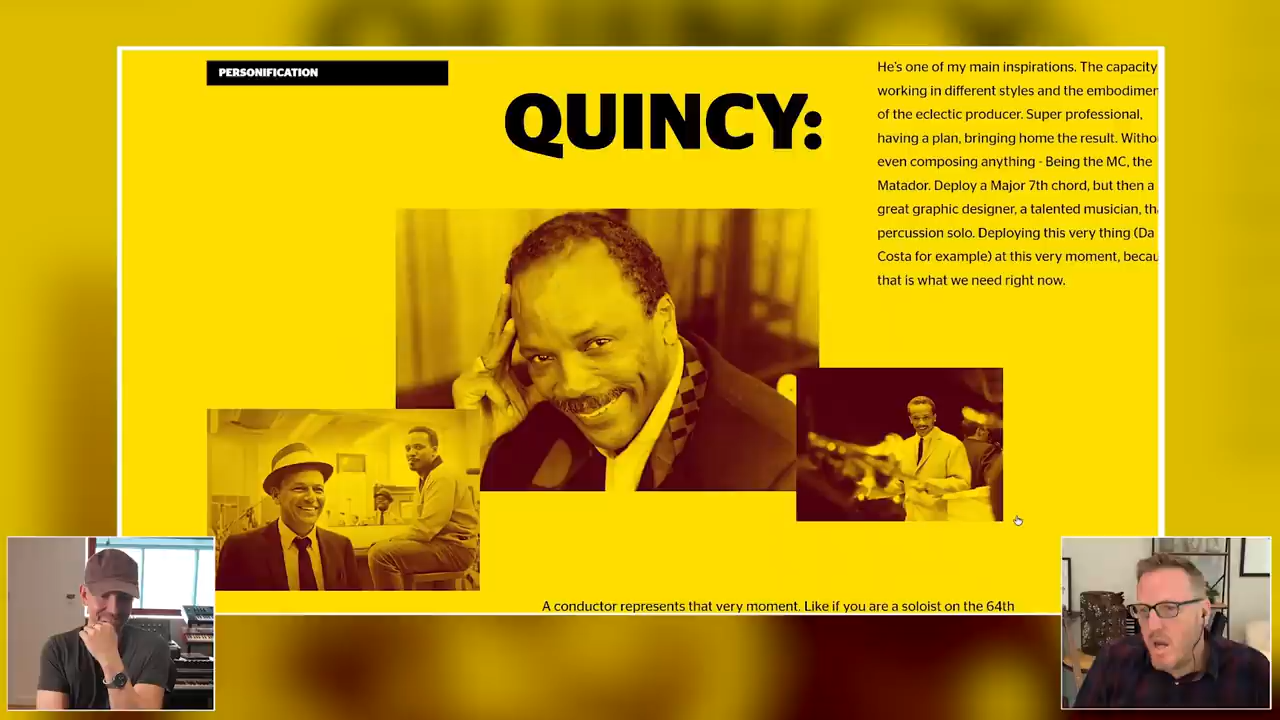 PERSONIFICATION
QUINCY:
He's one of my main inspirations. The capacity
working in different styles and the embodimen
of the eclectic producer. Super professional,
having a plan, bringing home the result. Witho
even composing anything - Being the MC, the
Matador. Deploy a Major 7th chord, but then a
great graphic designer, a talented musician, th
percussion solo. Deploying this very thing (Da
Costa for example) at this very moment, becau
that is what we need right now.
A conductor represents that very moment. Like if you are a soloist on the 64th